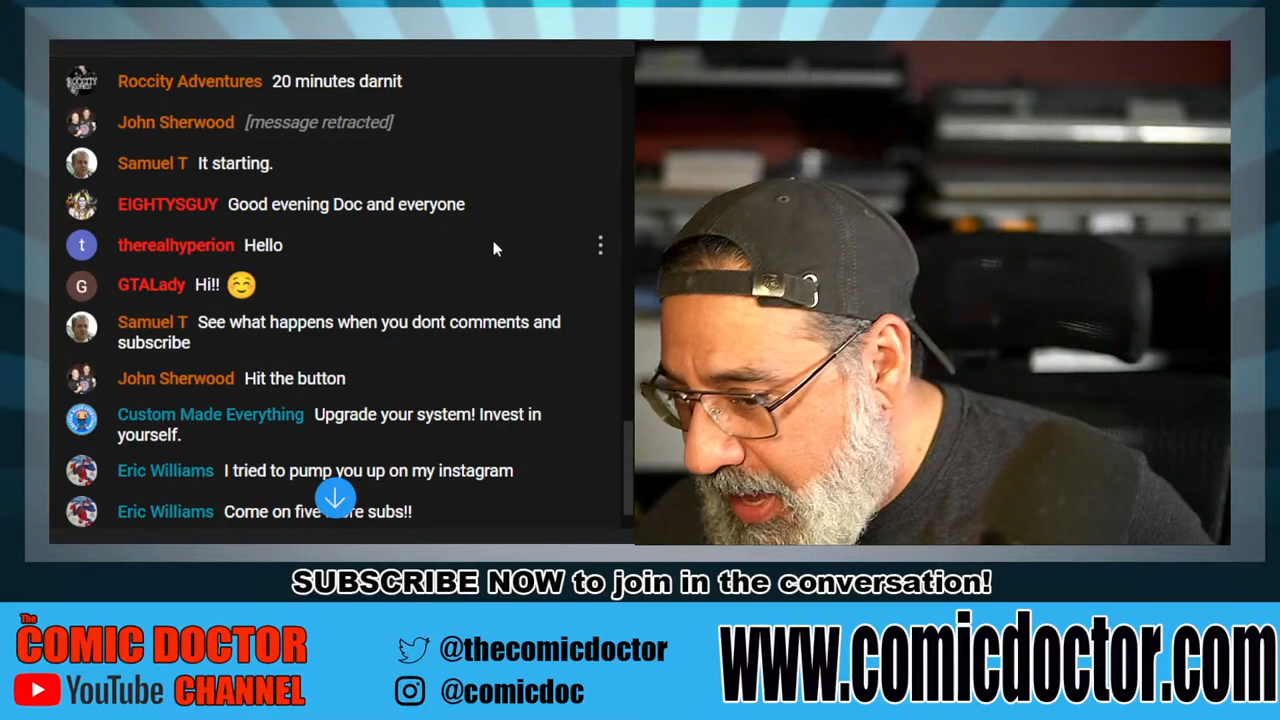 Roccity Adventures 20 minutes darnit
John Sherwood [message retracted]
Samuel T It starting.
EIGHTYSGUY Good evening Doc and everyone
t therealhyperion Hello
G GTALady Hi!! ☺️
Samuel T See what happens when you dont comments and
subscribe
John Sherwood Hit the button
Custom Made Everything Upgrade your system! Invest in
yourself.
Eric Williams I tried to pump you up on my instagram
Eric Williams Come on five subs!!
SUBSCRIBE NOW to join in the conversation!
The
COMIC DOCTOR
YouTube CHANNEL
@thecomicdoctor
@comicdoc
www.comicdoctor.com